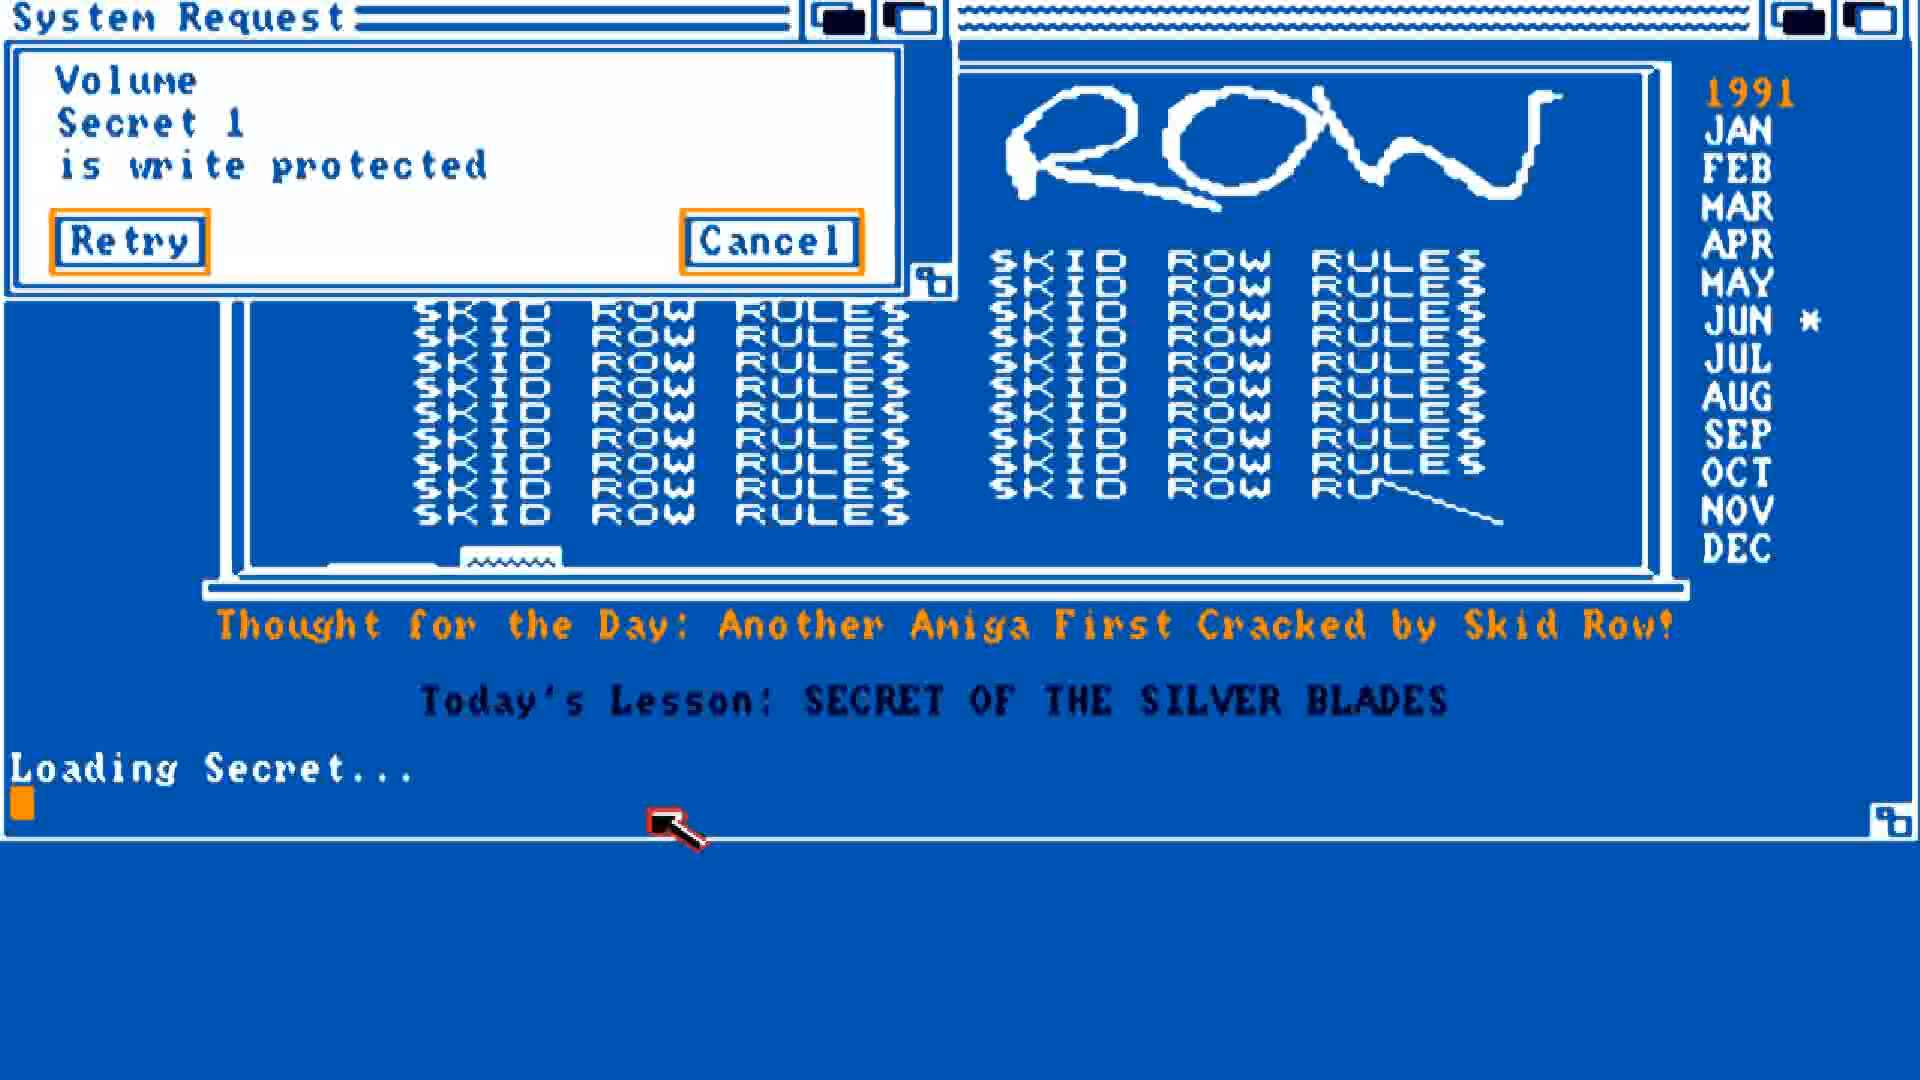 System Request
Volume
Secret 1
is write protected
Retry
Cancel
ROW
SKID ROW RULES
SKID ROW RULES
SKID ROW RULES SKID ROW RULES
SKID ROW RULES SKID ROW RULES
SKID ROW RULES SKID ROW RULES
SKID ROW RULES SKID ROW RULES
SKID ROW RULES SKID ROW RULES
SKID ROW RULES SKID ROW RULES
SKID ROW RULES SKID ROW RULES
SKID ROW RULES SKID ROW RU
SKID ROW RULES
1991
JAN
FEB
MAR
APR
MAY
JUN *
JUL
AUG
SEP
OCT
NOV
DEC
Thought for the Day: Another Amiga First Cracked by Skid Row!
Today's Lesson: SECRET OF THE SILVER BLADES
Loading Secret...